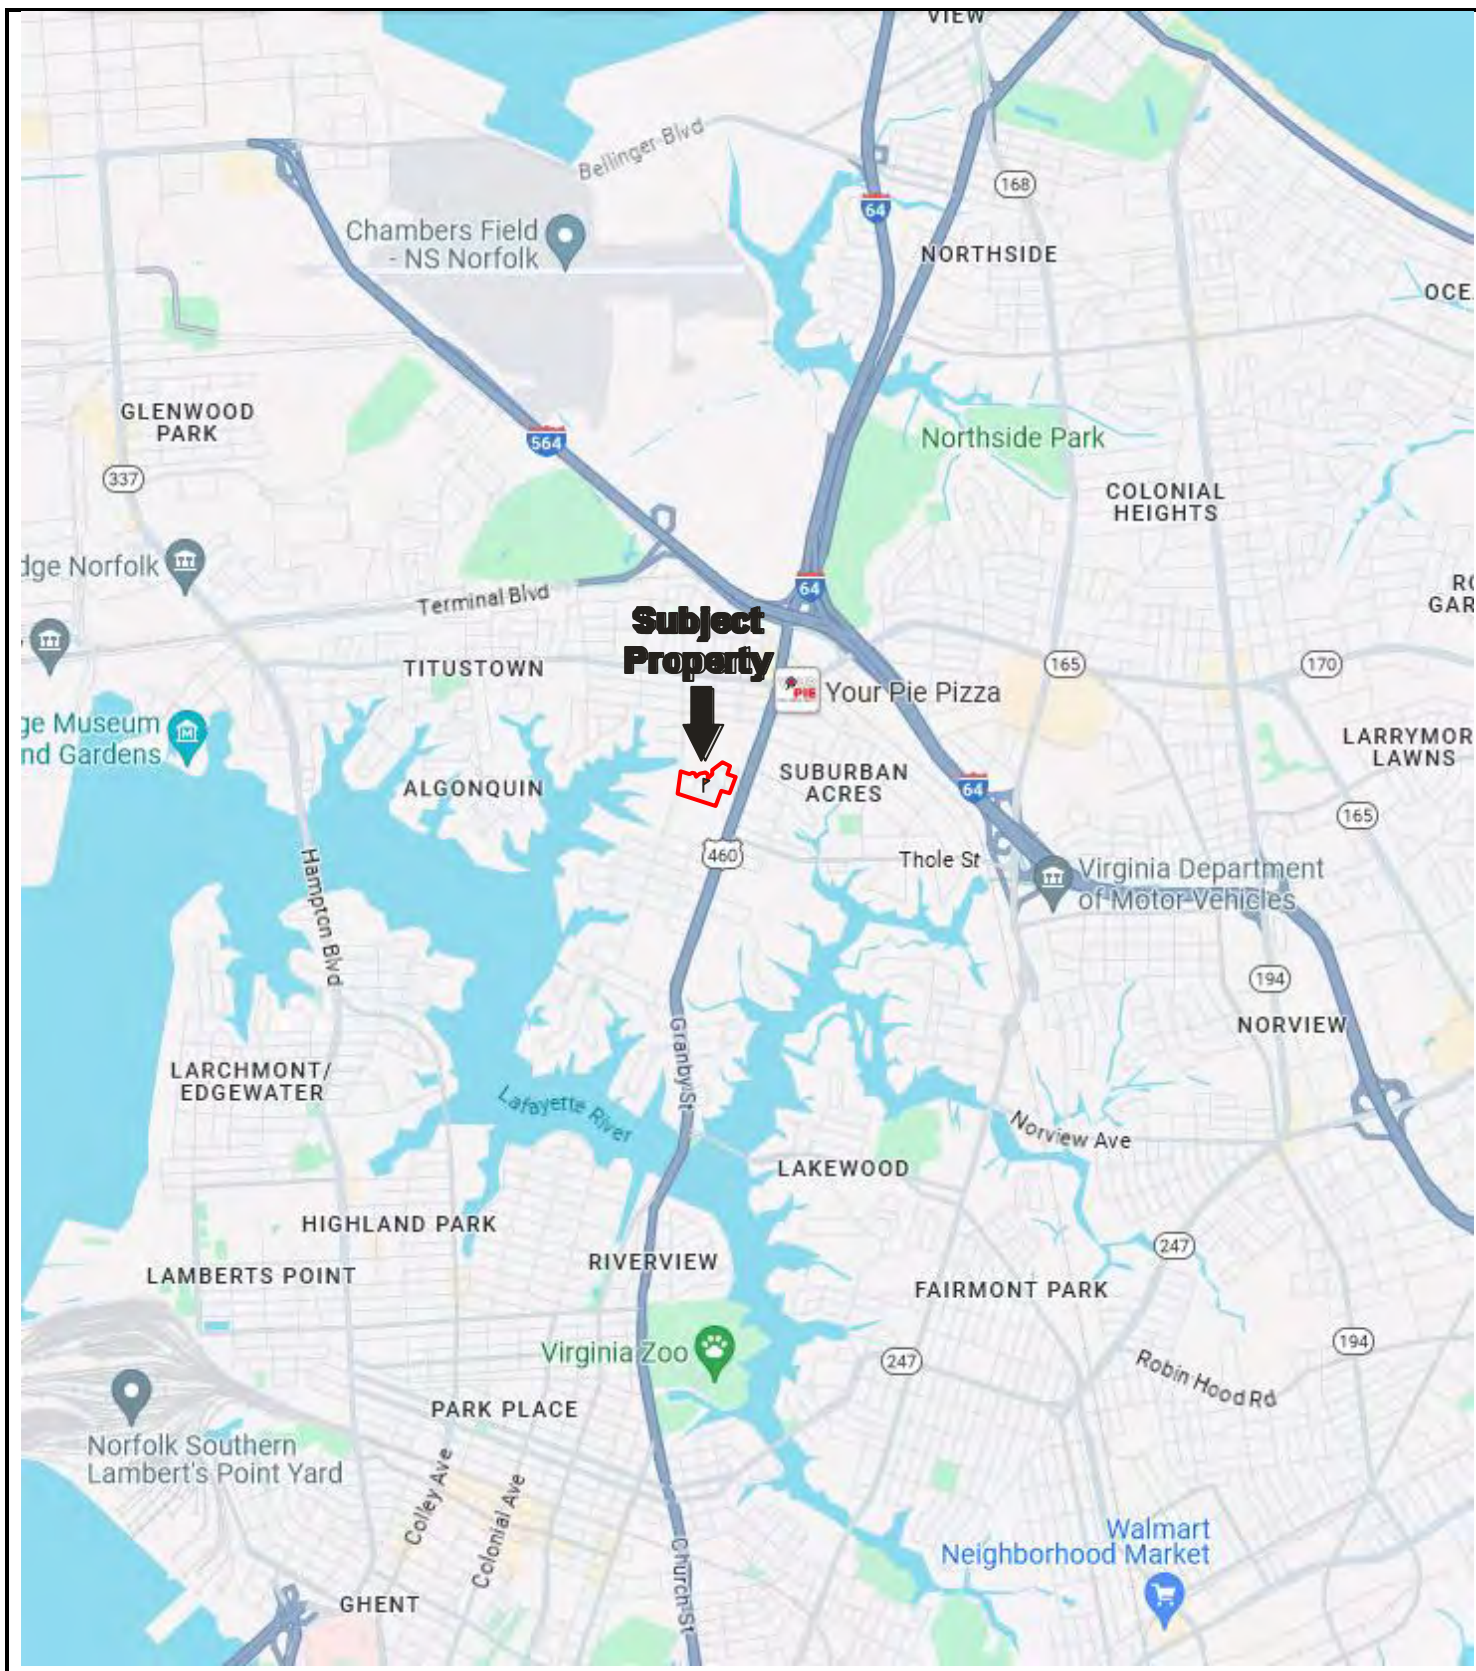 VIEW
Bellinger Blvd
168
64
Chambers Field
- NS Norfolk
NORTHSIDE
OCE
GLENWOOD
PARK
564
Northside Park
337
COLONIAL
HEIGHTS
dge Norfolk
Terminal Blvd
64
GAR
Subject
Property
TITUSTOWN
165
170
PIE
Your Pie Pizza
ge Museum
nd Gardens
LARRYMOR
LAWNS
ALGONQUIN
SUBURBAN
ACRES
64
165
P
460
Thole St
Hampton Blvd
Virginia Department
of Motor Vehicles
194
NORVIEW
Granby St
LARCHMONT/
EDGEWATER
Lafayette River
Norview Ave
LAKEWOOD
HIGHLAND PARK
247
RIVERVIEW
LAMBERTS POINT
FAIRMONT PARK
Virginia Zoo
194
247
Robin Hood Rd
PARK PLACE
Norfolk Southern
Lambert's Point Yard
Colley Ave
Colonial Ave
Church St
Walmart
Neighborhood Market
GHENT